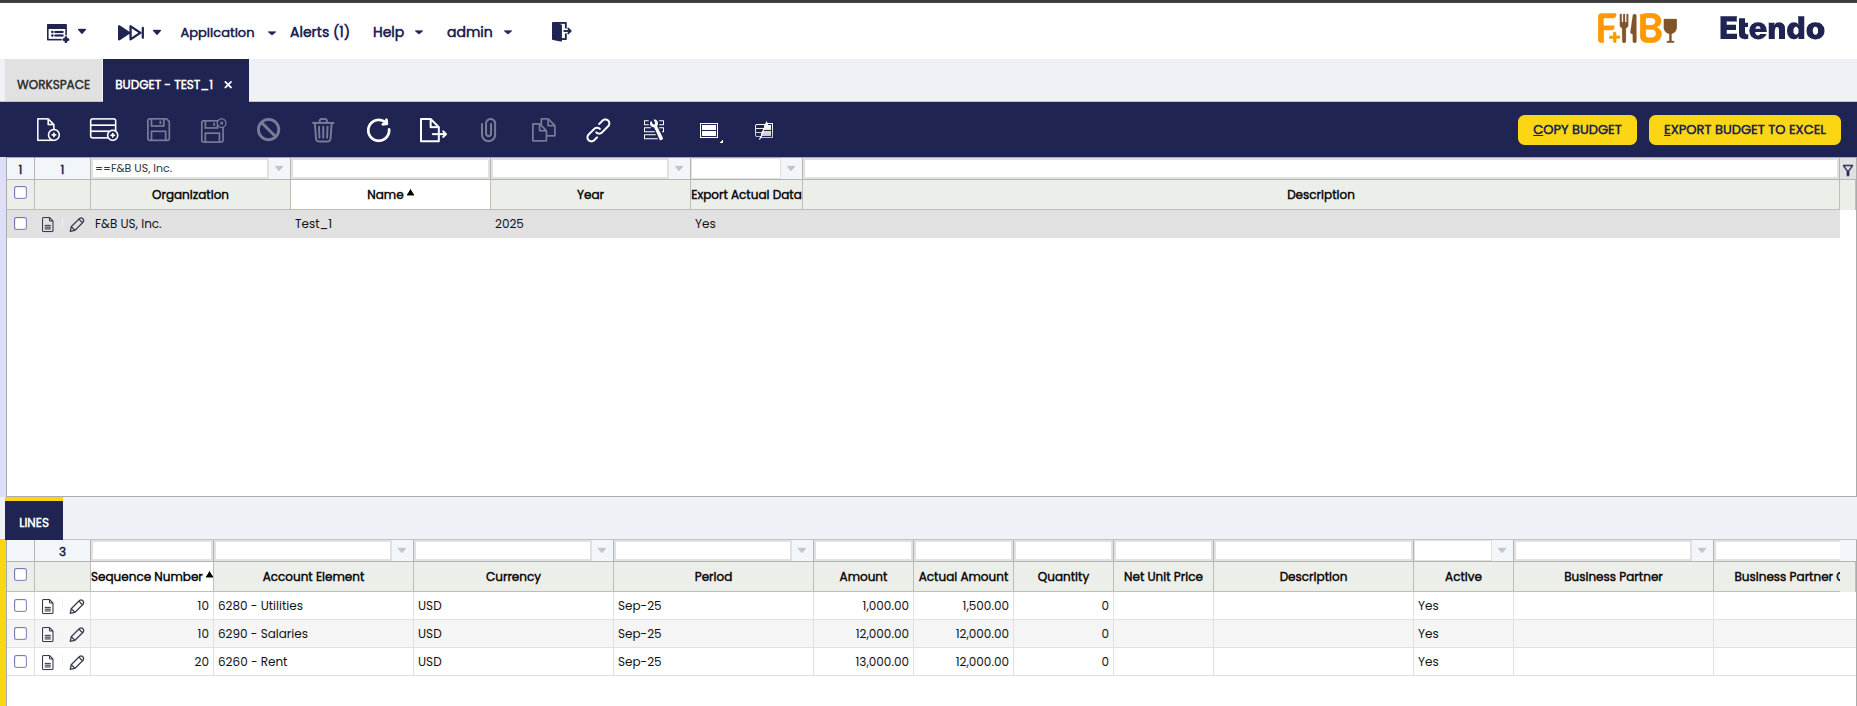 Application Alerts (1) Help admin F&B Etendo
WORKSPACE BUDGET - TEST_1 ×
COPY BUDGET EXPORT BUDGET TO EXCEL
1 1 ==F&B US, Inc.
Organization Name Year Export Actual Data Description
F&B US, Inc. Test_1 2025 Yes
LINES
3
Sequence Number Account Element Currency Period Amount Actual Amount Quantity Net Unit Price Description Active Business Partner Business Partner C
10 6280 - Utilities USD Sep-25 1,000.00 1,500.00 0 Yes
10 6290 - Salaries USD Sep-25 12,000.00 12,000.00 0 Yes
20 6260 - Rent USD Sep-25 13,000.00 12,000.00 0 Yes